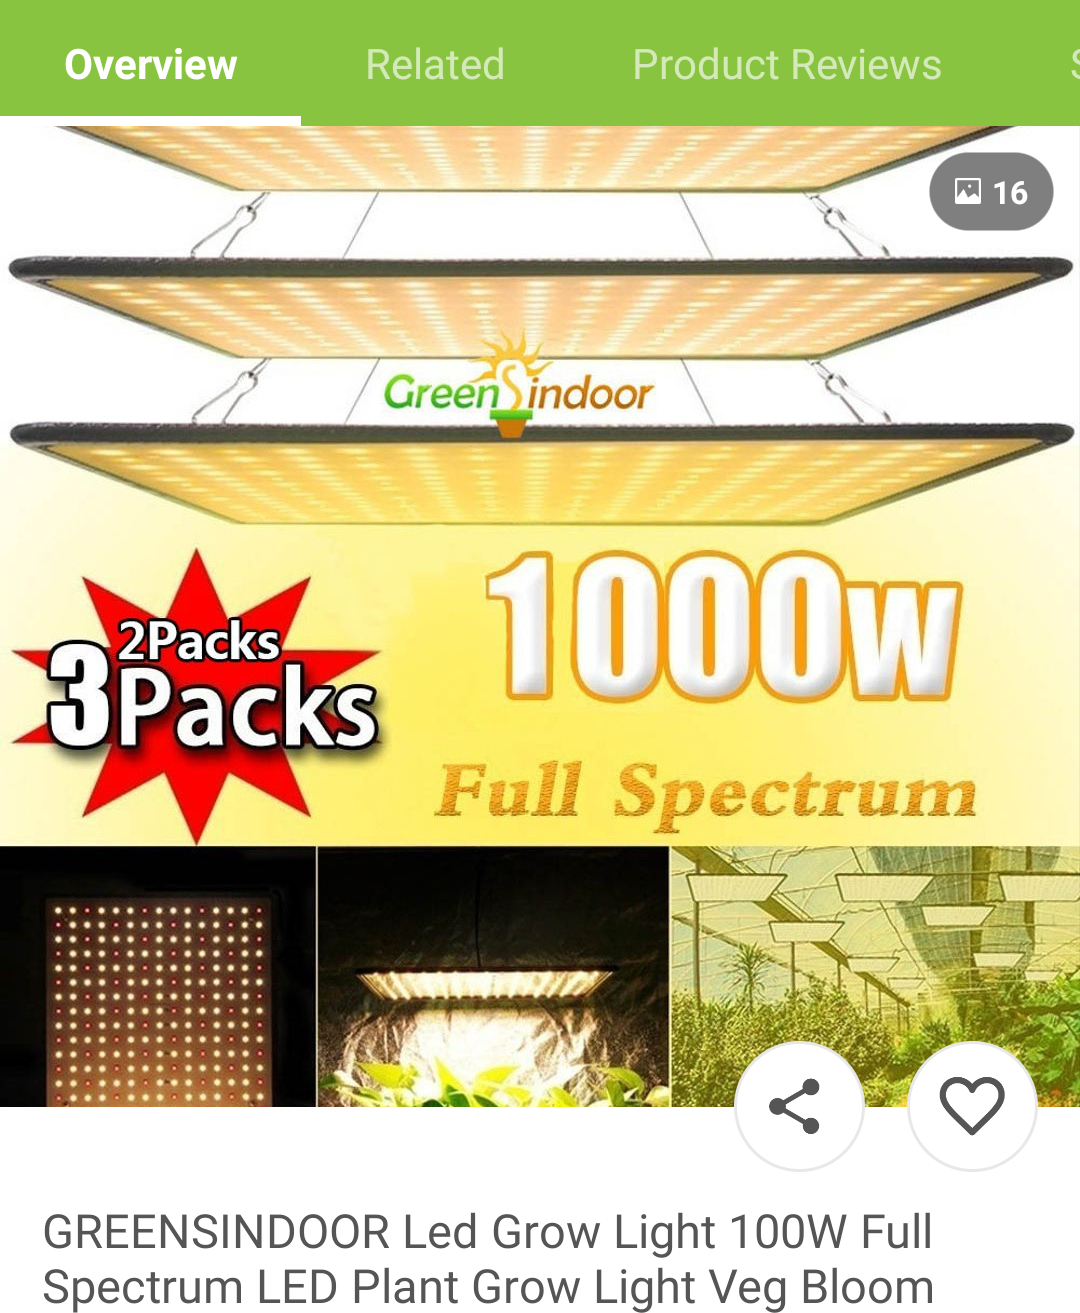 Overview Related Product Reviews
16
GreenSindoor
2Packs
3Packs
1000W
Full Spectrum
GREENSINDOOR Led Grow Light 100W Full
Spectrum LED Plant Grow Light Veg Bloom